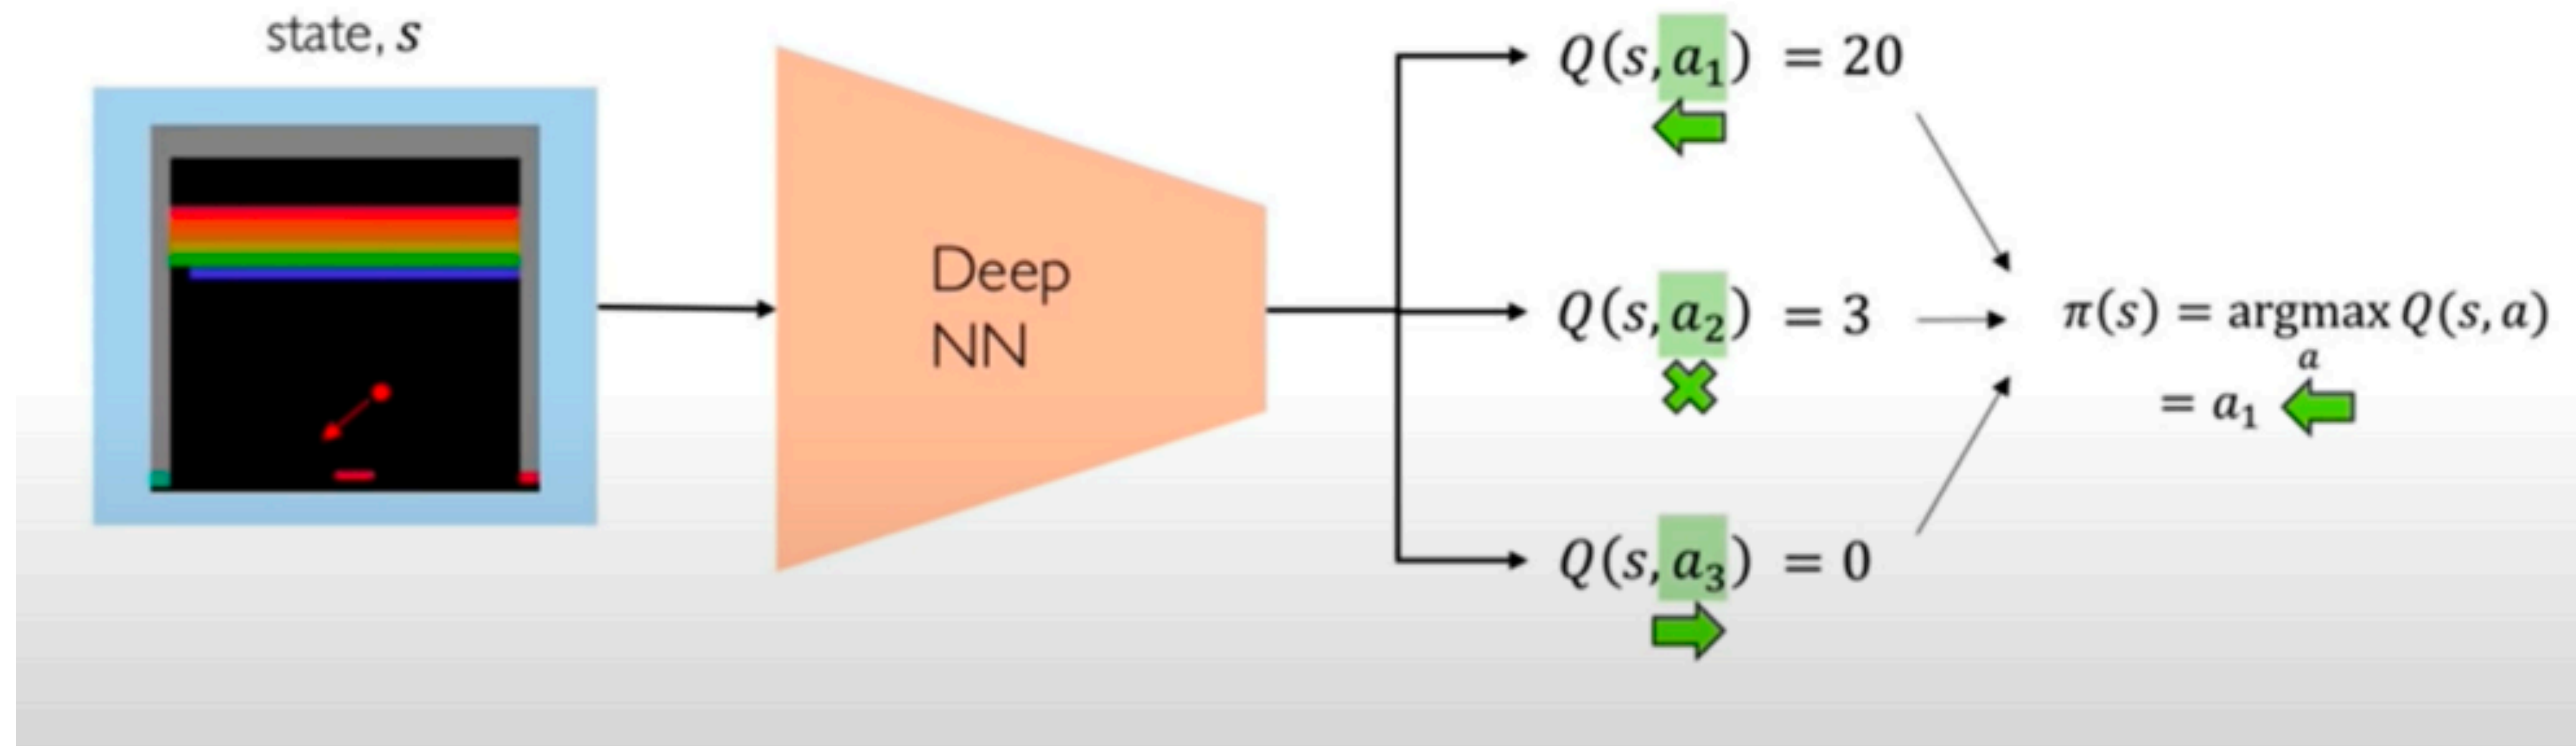 state, s
Deep
NN
Q(s, a₁) = 20
Q(s, a₂) = 3
Q(s, a₃) = 0
π(s) = argmax Q(s, a)
a
= a₁